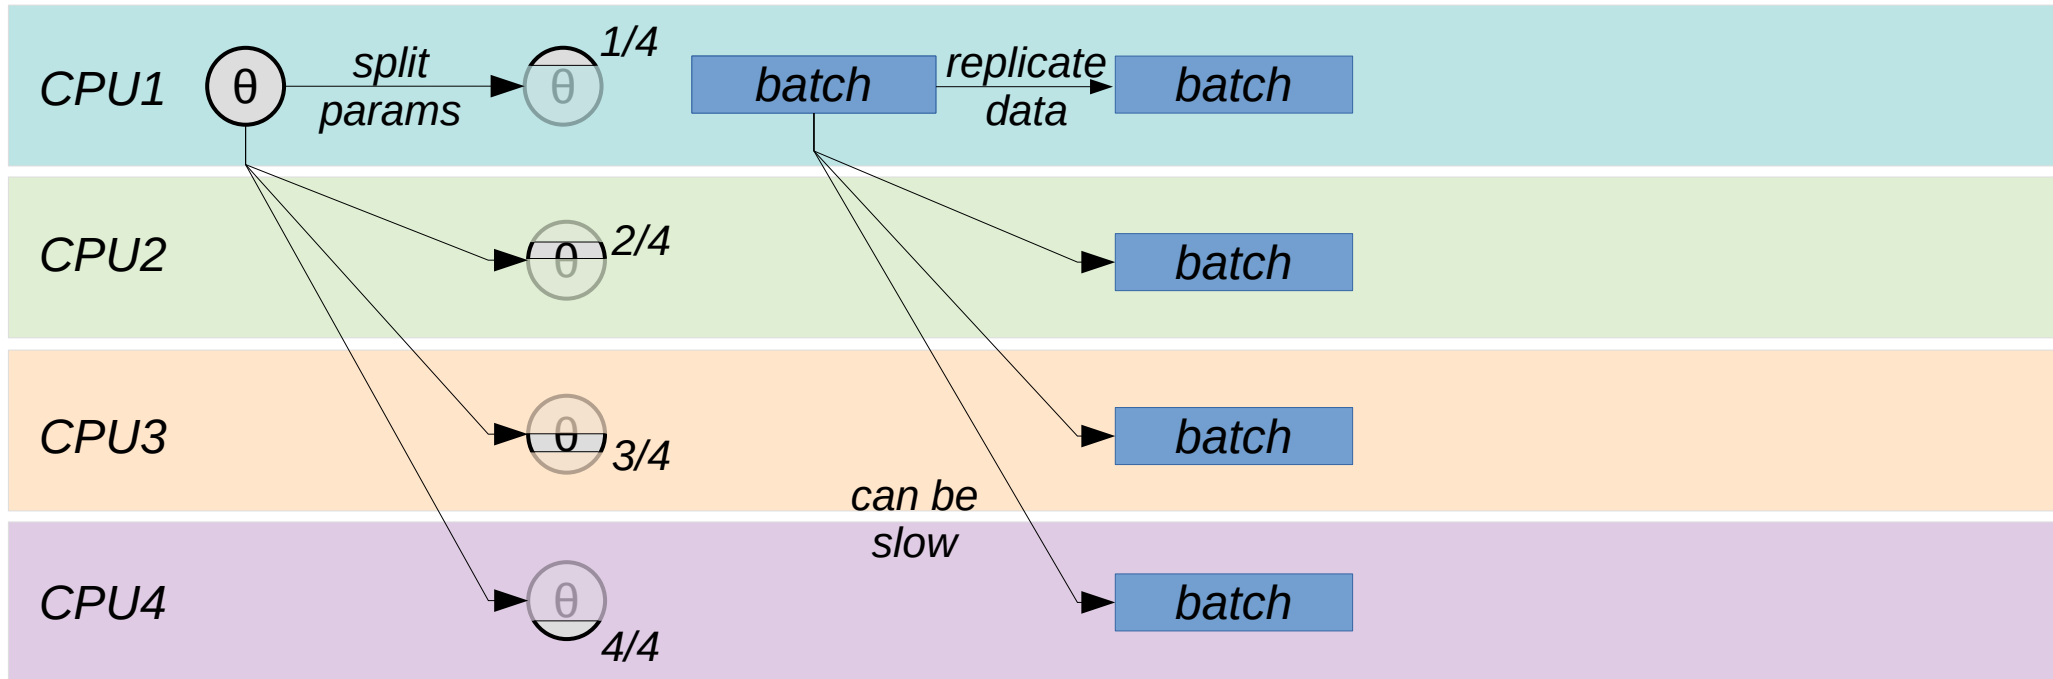 CPU1
θ
split
params
θ
1/4
batch
replicate
data
batch
CPU2
θ
2/4
batch
CPU3
θ
3/4
batch
can be
slow
CPU4
θ
4/4
batch